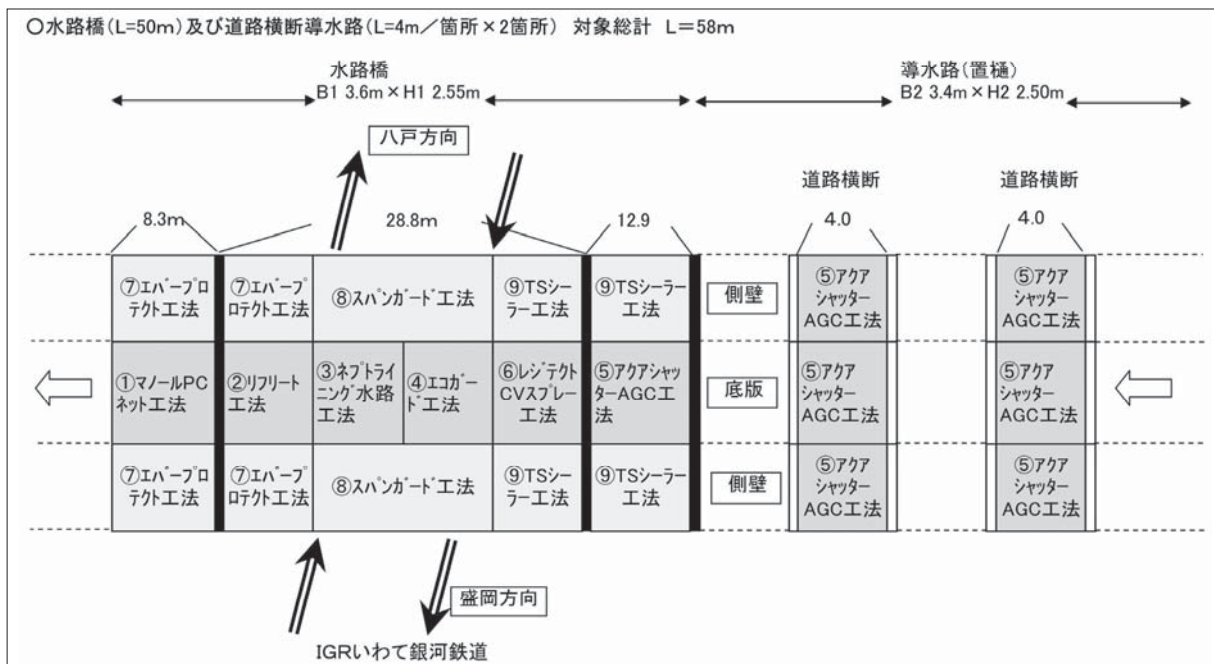 ○水路橋(L=50m)及び道路横断導水路(L=4m/箇所×2箇所) 対象総計 L=58m
水路橋
B1 3.6m×H1 2.55m
導水路(置樋)
B2 3.4m×H2 2.50m
八戸方向
道路横断
道路横断
8.3m
28.8m
12.9
4.0
4.0
⑦エバープロ
テクト工法
⑦エバープ
ロテクト工法
⑧スパンガード工法
⑨TSシー
ラー工法
⑨TSシーラー
工法
側壁
⑤アクア
シャッター
AGC工法
⑤アクア
シャッター
AGC工法
①マノールPC
ネット工法
②リフリート
工法
③ネプトライ
ニング水路
工法
④エコガー
ド工法
⑥レジテクト
CVスプレー
工法
⑤アクアシャッ
ターAGC工
法
底版
⑤アクア
シャッター
AGC工法
⑤アクア
シャッター
AGC工法
⑦エバープロ
テクト工法
⑦エバープ
ロテクト工法
⑧スパンガード工法
⑨TSシー
ラー工法
⑨TSシーラー
工法
側壁
⑤アクア
シャッター
AGC工法
⑤アクア
シャッター
AGC工法
盛岡方向
IGRいわて銀河鉄道